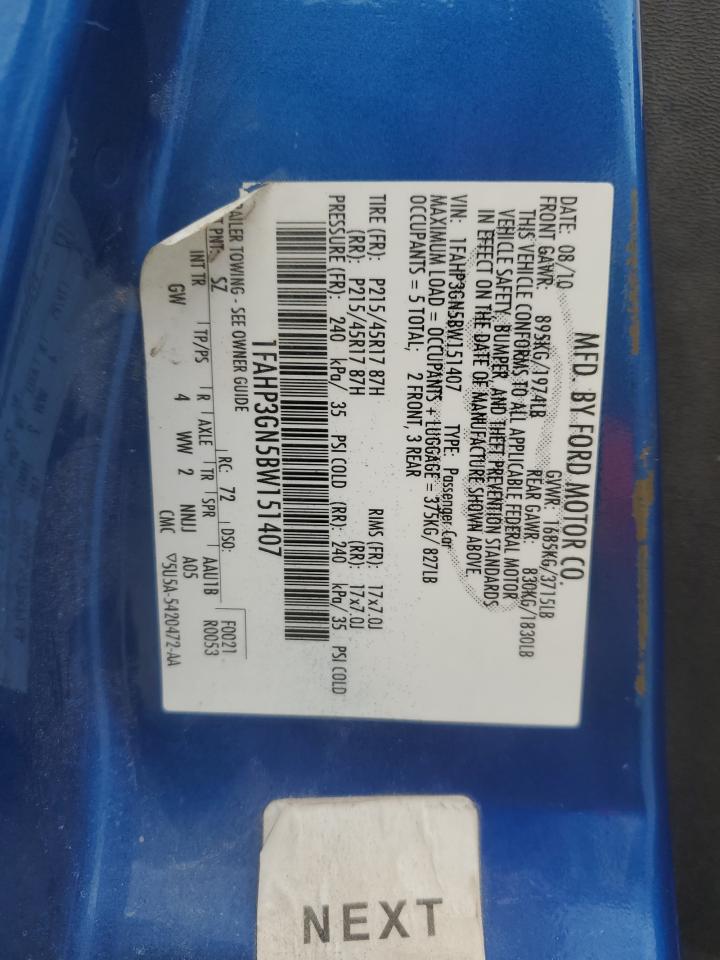 MFD. BY FORD MOTOR CO.
DATE: 08/10 GVWR: 1685KG/3715LB
FRONT GAWR: 895KG/1974LB REAR GAWR: 830KG/1830LB
THIS VEHICLE CONFORMS TO ALL APPLICABLE FEDERAL MOTOR
VEHICLE SAFETY, BUMPER, AND THEFT PREVENTION STANDARDS
IN EFFECT ON THE DATE OF MANUFACTURE SHOWN ABOVE.
VIN: 1FAHP3GN5BW151407 TYPE: Passenger Car
MAXIMUM LOAD = OCCUPANTS + LUGGAGE = 375KG/ 827LB
OCCUPANTS = 5 TOTAL; 2 FRONT, 3 REAR
TIRE (FR): P215/45R17 87H RIMS (FR): 17x7.0J
(RR): P215/45R17 87H (RR): 17x7.0J
PRESSURE (FR): 240 kPa/ 35 PSI COLD (RR): 240 kPa/35 PSI COLD
1FAHP3GN5BW151407
TOWING - SEE OWNER GUIDE
PNT: SZ RC: 72 DSO: F0021
INT TR TP/PS R AXLE TR SPR AAU1B R0053
GW 4 WW 2 NNJJ A05
CMC ▽5U5A-5420472-AA
NEXT